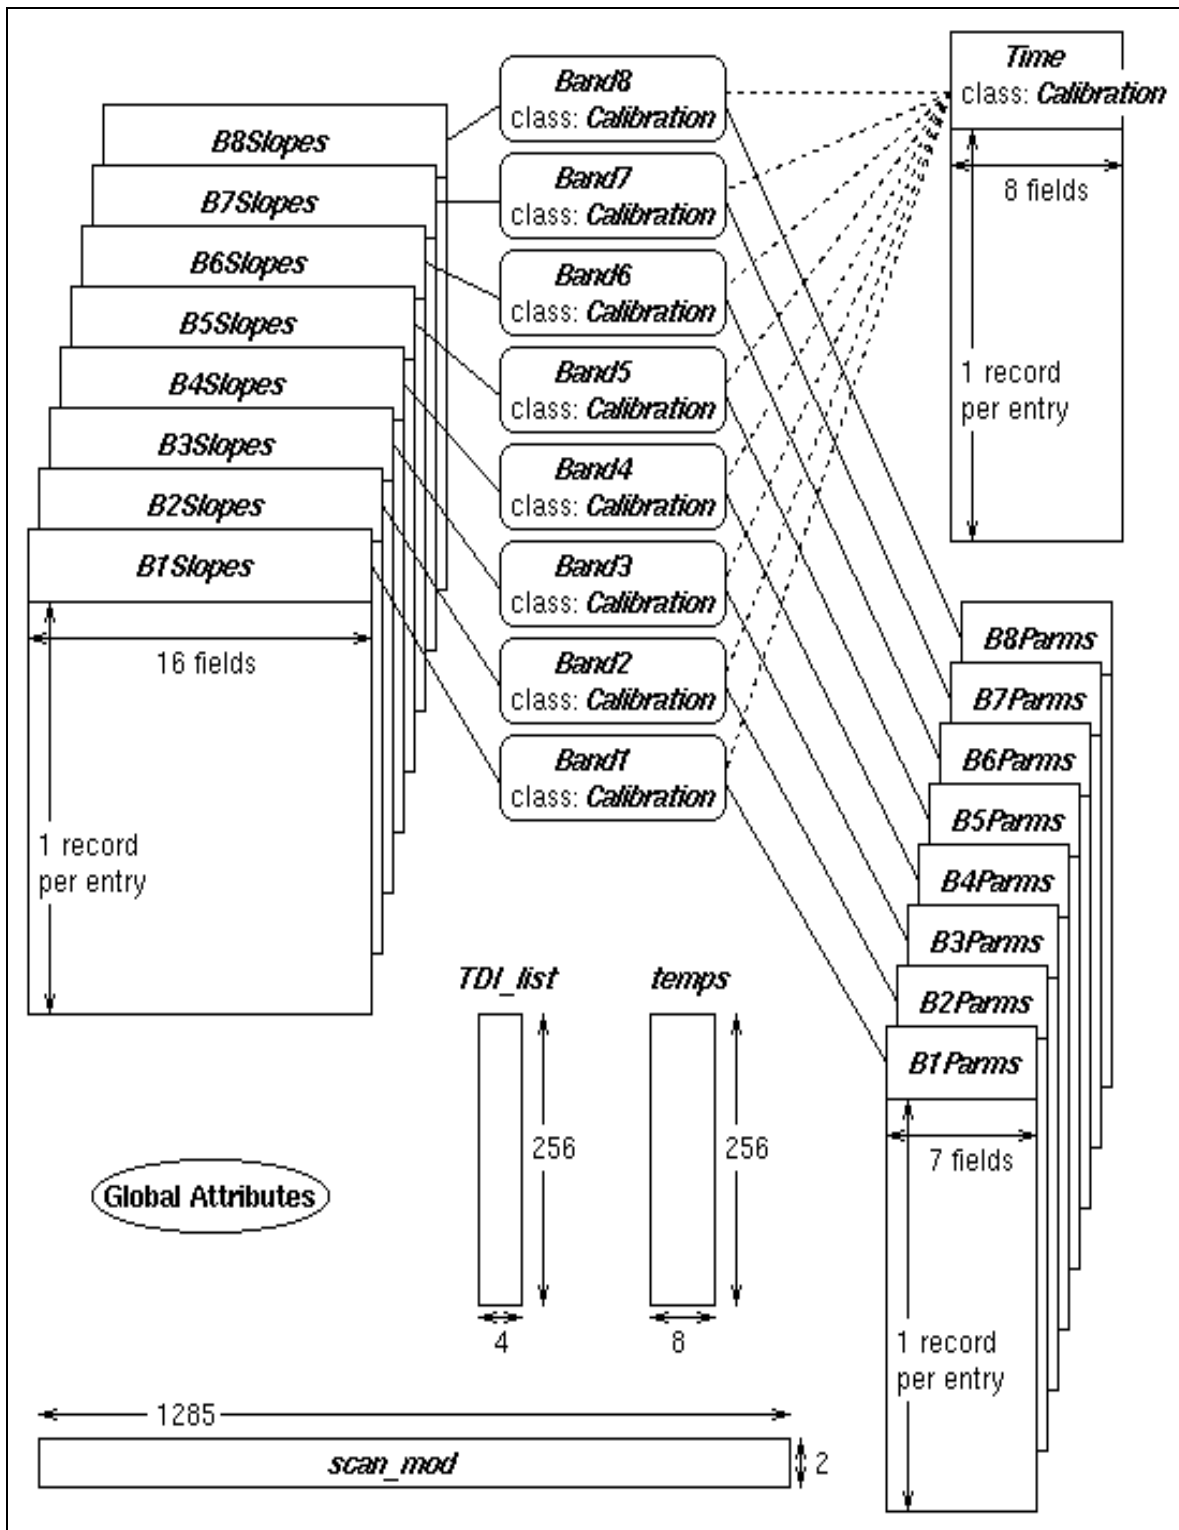 B8Slopes
B7Slopes
B6Slopes
B5Slopes
B4Slopes
B3Slopes
B2Slopes
B1Slopes
16 fields
1 record
per entry
Band8
class: Calibration
Band7
class: Calibration
Band6
class: Calibration
Band5
class: Calibration
Band4
class: Calibration
Band3
class: Calibration
Band2
class: Calibration
Band1
class: Calibration
Time
class: Calibration
8 fields
1 record
per entry
B8Parms
B7Parms
B6Parms
B5Parms
B4Parms
B3Parms
B2Parms
B1Parms
7 fields
1 record
per entry
TDI_list
256
4
temps
256
8
Global Attributes
1285
scan_mod
2